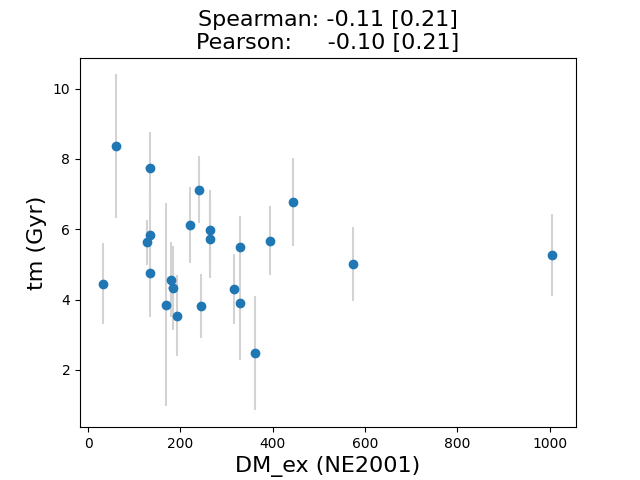 Spearman: -0.11 [0.21]
Pearson: -0.10 [0.21]
10
8
6
4
2
tm (Gyr)
0 200 400 600 800 1000
DM_ex (NE2001)